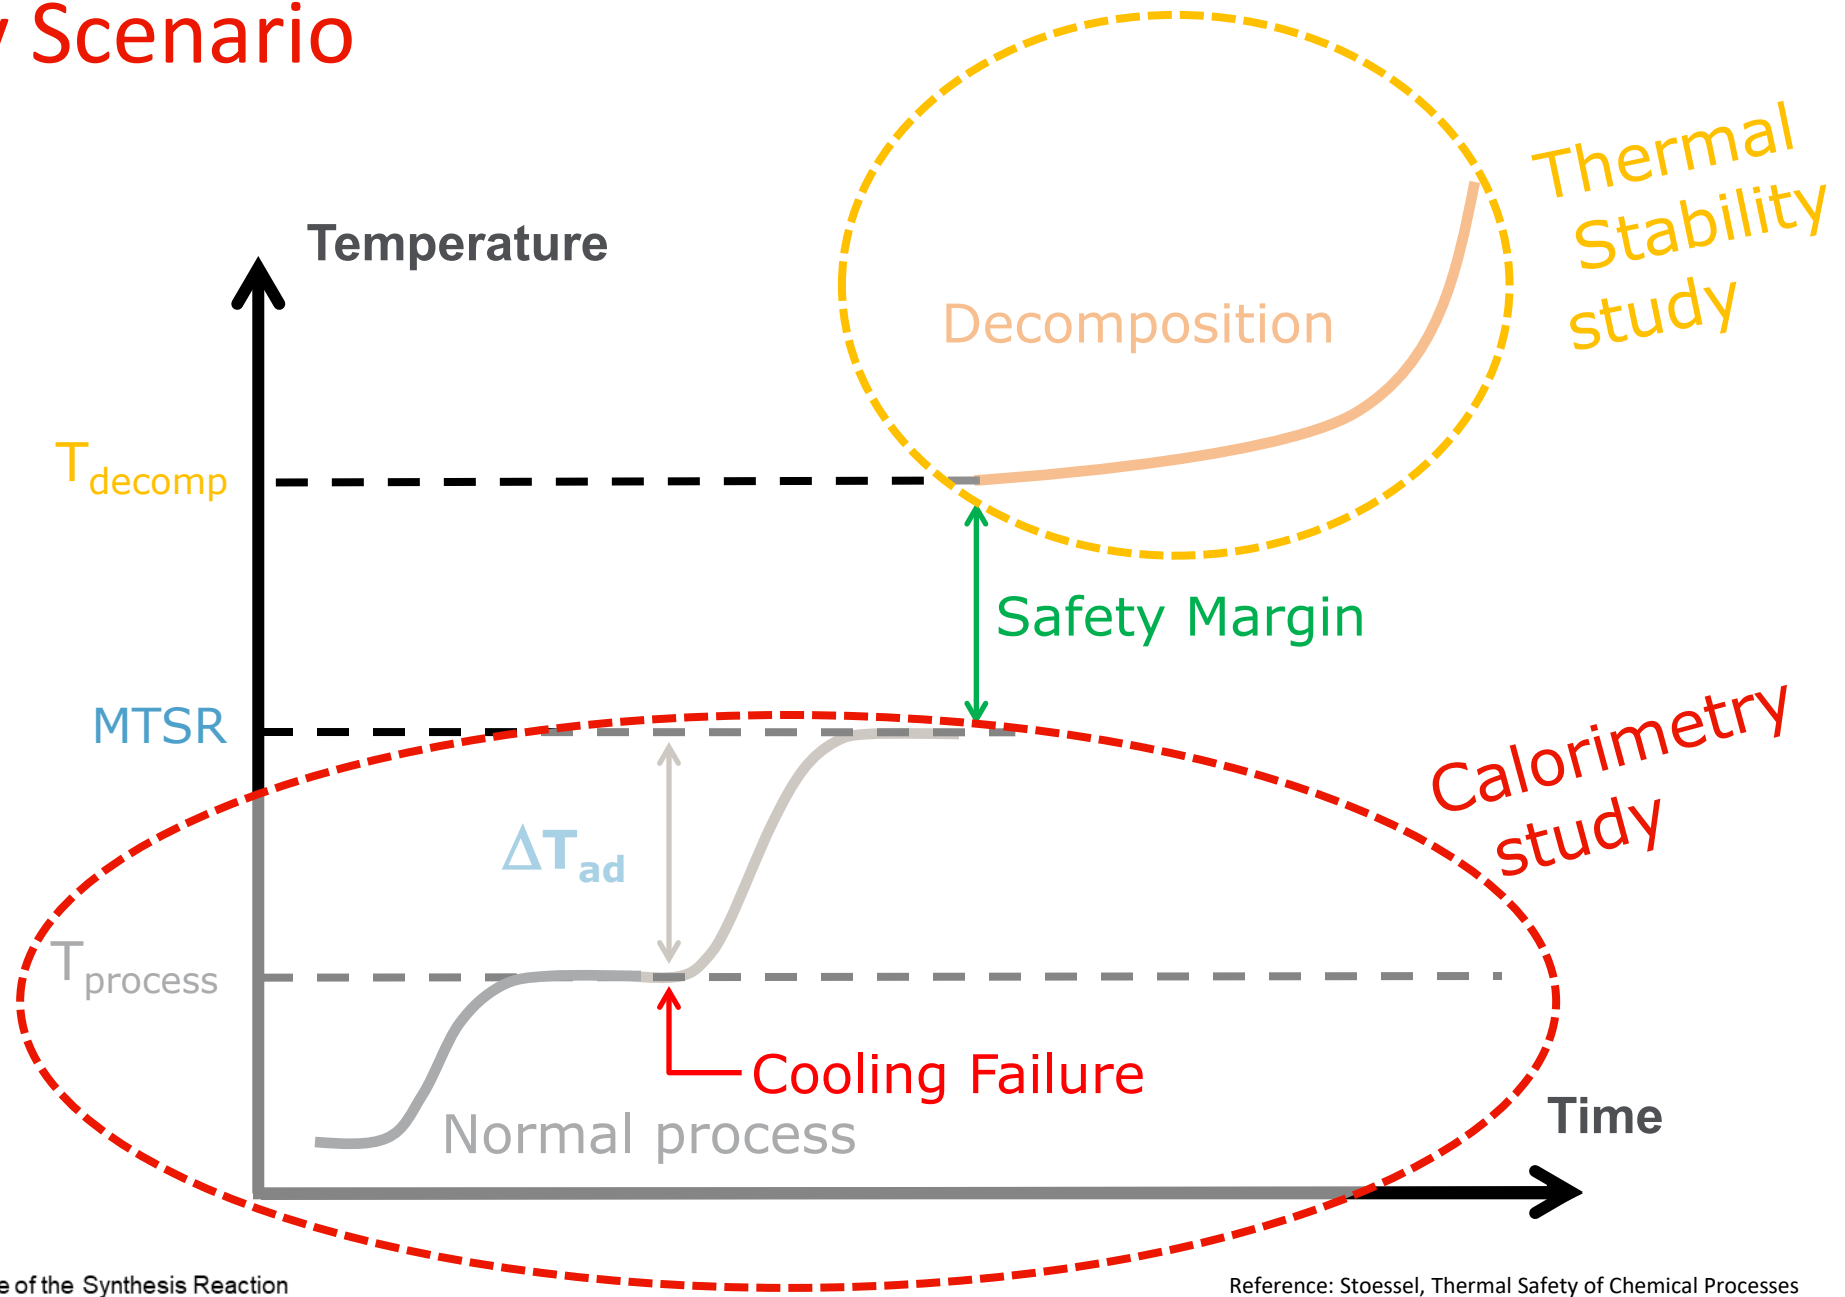 Scenario
Temperature
Thermal
Stability
study
Decomposition
Tdecomp
Safety Margin
MTSR
Calorimetry
study
ΔTad
Tprocess
Cooling Failure
Normal process
Time
of the Synthesis Reaction
Reference: Stoessel, Thermal Safety of Chemical Processes